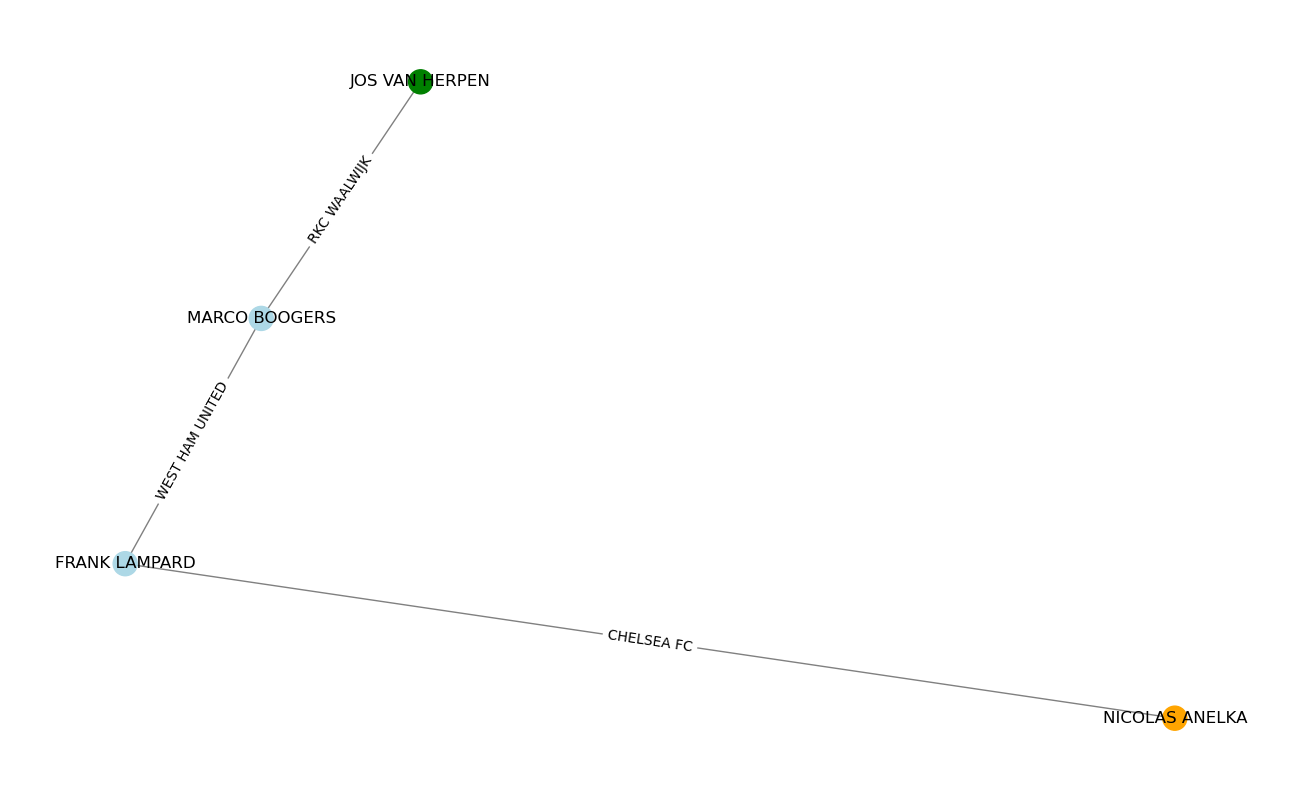 JOS VAN HERPEN
RKC WAALWIJK
MARCO BOOGERS
WEST HAM UNITED
FRANK LAMPARD
CHELSEA FC
NICOLAS ANELKA